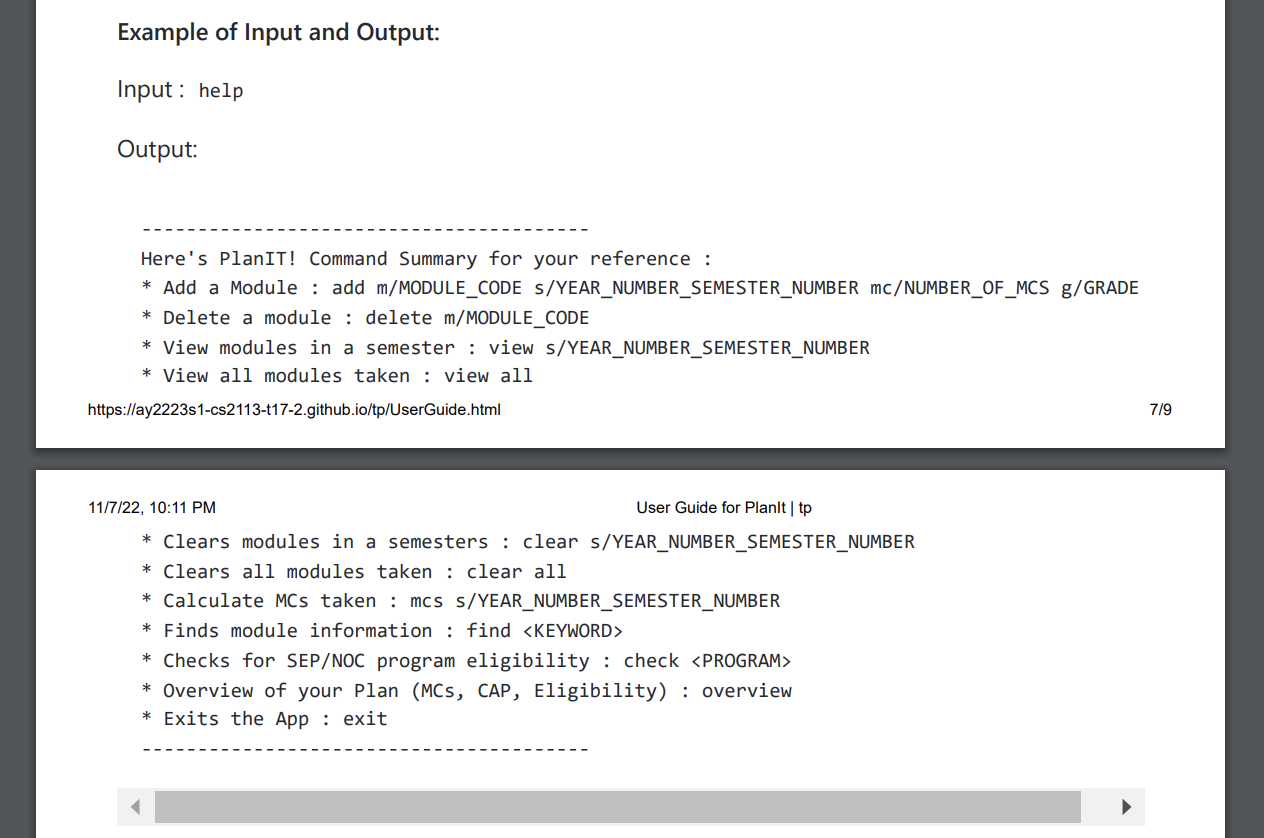 Example of Input and Output:
Input : help
Output:
----------------------------------------
Here's PlanIT! Command Summary for your reference :
* Add a Module : add m/MODULE_CODE s/YEAR_NUMBER_SEMESTER_NUMBER mc/NUMBER_OF_MCS g/GRADE
* Delete a module : delete m/MODULE_CODE
* View modules in a semester : view s/YEAR_NUMBER_SEMESTER_NUMBER
* View all modules taken : view all
https://ay2223s1-cs2113-t17-2.github.io/tp/UserGuide.html 7/9
11/7/22, 10:11 PM User Guide for PlanIt | tp
* Clears modules in a semesters : clear s/YEAR_NUMBER_SEMESTER_NUMBER
* Clears all modules taken : clear all
* Calculate MCs taken : mcs s/YEAR_NUMBER_SEMESTER_NUMBER
* Finds module information : find <KEYWORD>
* Checks for SEP/NOC program eligibility : check <PROGRAM>
* Overview of your Plan (MCs, CAP, Eligibility) : overview
* Exits the App : exit
----------------------------------------